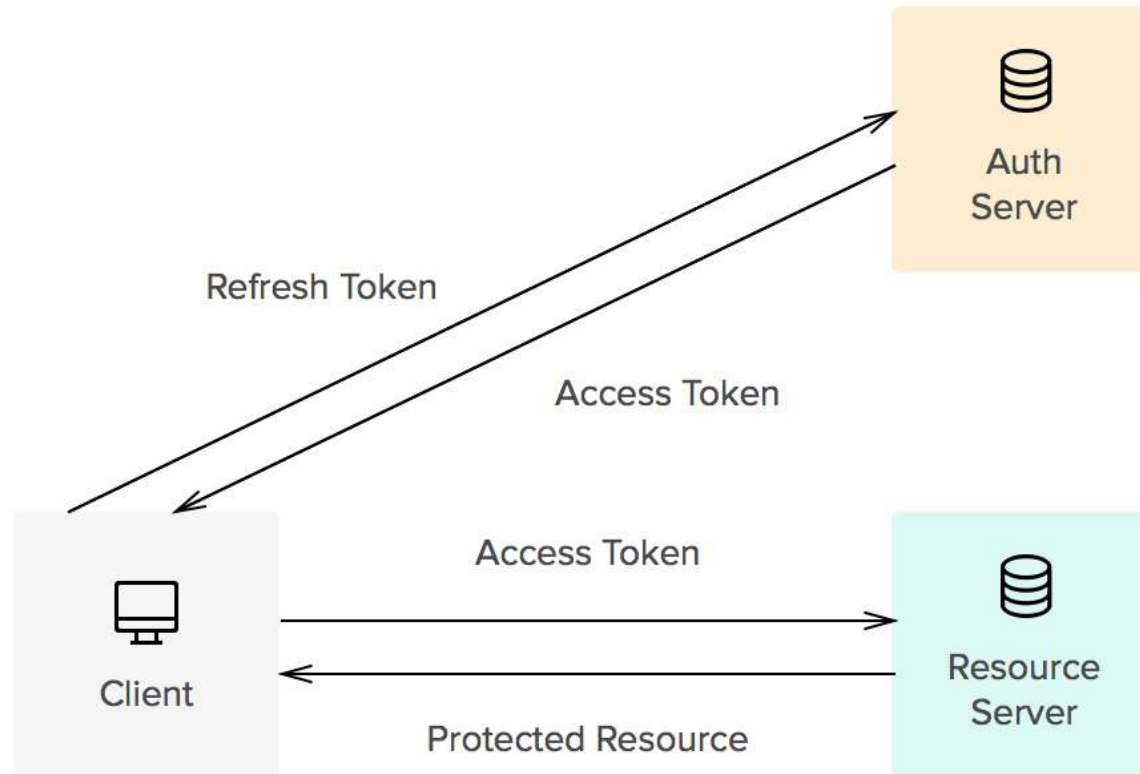 Auth
Server
Refresh Token
Access Token
Access Token
Client
Resource
Server
Protected Resource